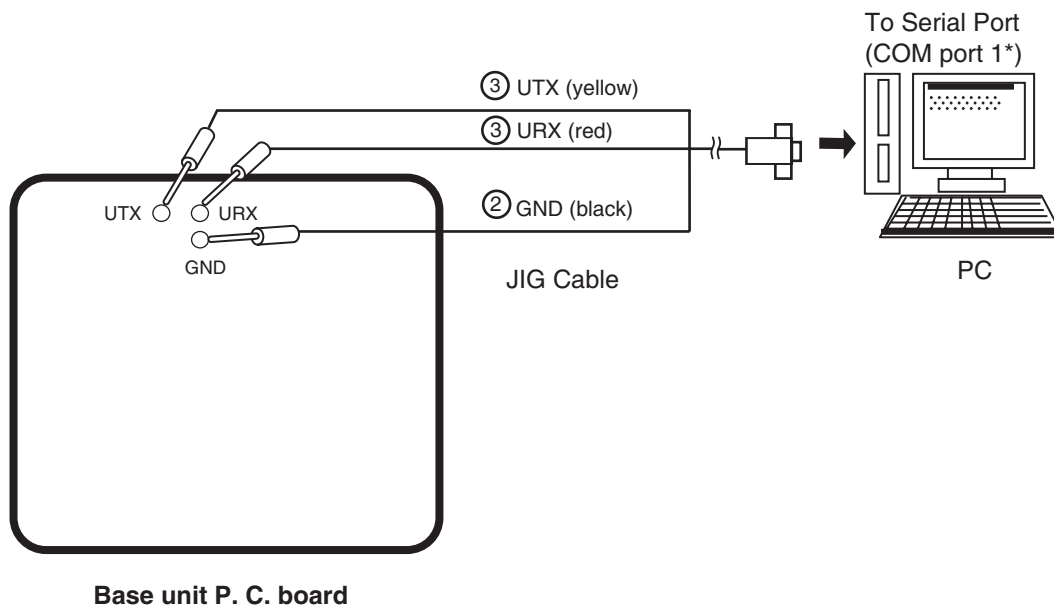 To Serial Port
(COM port 1*)
③ UTX (yellow)
③ URX (red)
UTX
URX
② GND (black)
GND
JIG Cable
PC
Base unit P. C. board